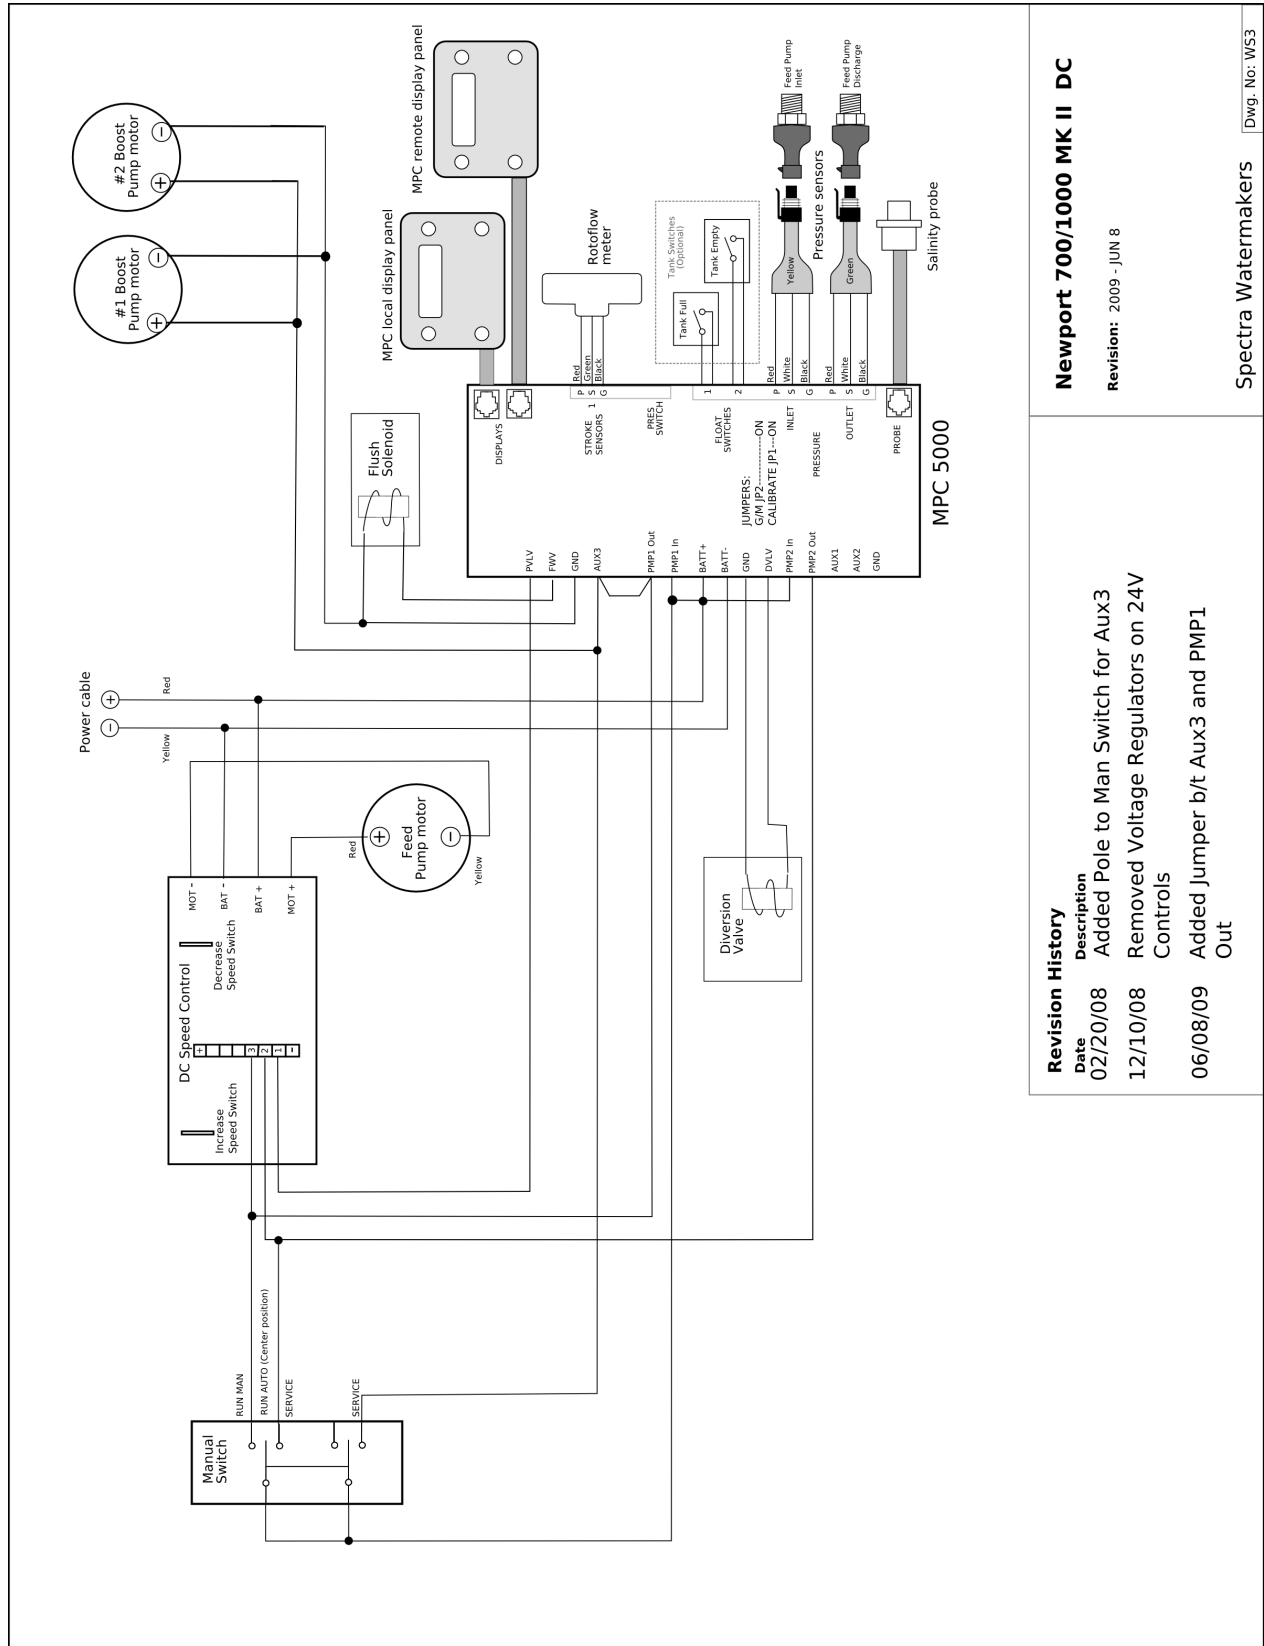 #2 Boost
Pump motor
−
+
#1 Boost
Pump motor
−
+
MPC remote display panel
MPC local display panel
Rotoflow
meter
Red
Green
Black
Tank Switches
(Optional)
Tank Full
Tank Empty
Feed Pump
Inlet
Feed Pump
Discharge
Pressure sensors
Yellow
Green
Salinity probe
Red
White
Black
Red
White
Black
DISPLAYS
P
S
G
1
STROKE
SENSORS
PRES
SWITCH
1
2
FLOAT
SWITCHES
P
S
G
INLET
P
S
G
OUTLET
PRESSURE
PROBE
JUMPERS:
G/M JP2--------------ON
CALIBRATE JP1---ON
MPC 5000
PVLV
FWV
GND
AUX3
PMP1 Out
PMP1 In
BATT+
BATT-
GND
DVLV
PMP2 In
PMP2 Out
AUX1
AUX2
GND
Flush
Solenoid
Power cable
+
−
Red
Yellow
Feed
Pump motor
+
−
Red
Yellow
Diversion
Valve
DC Speed Control
MOT -
BAT -
BAT +
MOT +
Decrease
Speed Switch
Increase
Speed Switch
+
3
2
1
-
Manual
Switch
RUN MAN
RUN AUTO (Center position)
SERVICE
SERVICE
Revision History
Date Description
02/20/08 Added Pole to Man Switch for Aux3
12/10/08 Removed Voltage Regulators on 24V
Controls
06/08/09 Added Jumper b/t Aux3 and PMP1
Out
Newport 700/1000 MK II DC
Revision: 2009 - JUN 8
Spectra Watermakers
Dwg. No: WS3